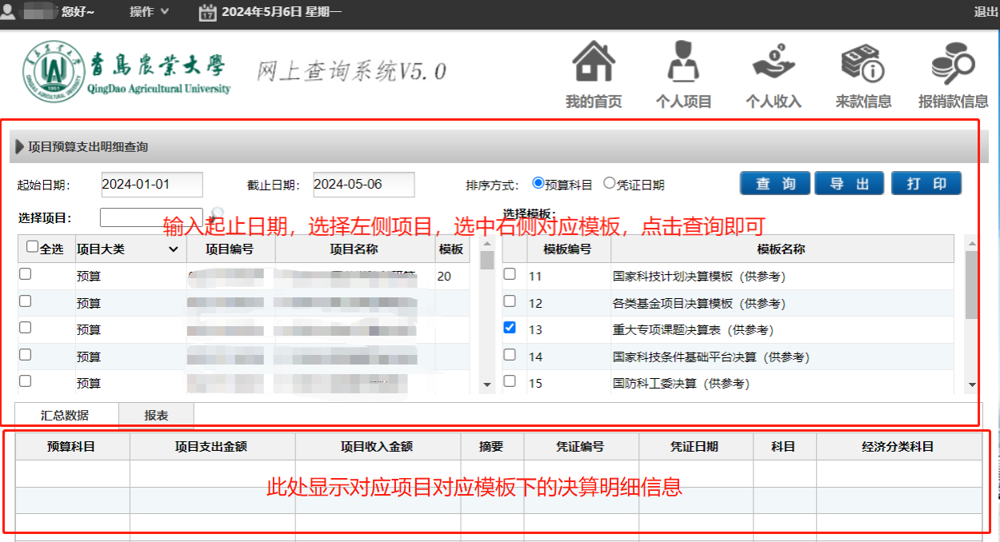 您好~ 操作 17 2024年5月6日 星期一 退出
青岛农业大学 网上查询系统V5.0
QingDao Agricultural University
我的首页 个人项目 个人收入 来款信息 报销款信息
项目预算支出明细查询
起始日期： 2024-01-01 截止日期： 2024-05-06 排序方式： 预算科目 凭证日期 查 询 导 出 打 印
选择项目： 选择模板：
输入起止日期，选择左侧项目，选中右侧对应模板，点击查询即可
全选 项目大类 项目编号 项目名称 模板 模板编号 模板名称
预算 20 11 国家科技计划决算模板（供参考）
预算 12 各类基金项目决算模板（供参考）
预算 13 重大专项课题决算表（供参考）
预算 14 国家科技条件基础平台决算（供参考）
预算 15 国防科工委决算（供参考）
汇总数据 报表
预算科目 项目支出金额 项目收入金额 摘要 凭证编号 凭证日期 科目 经济分类科目
此处显示对应项目对应模板下的决算明细信息